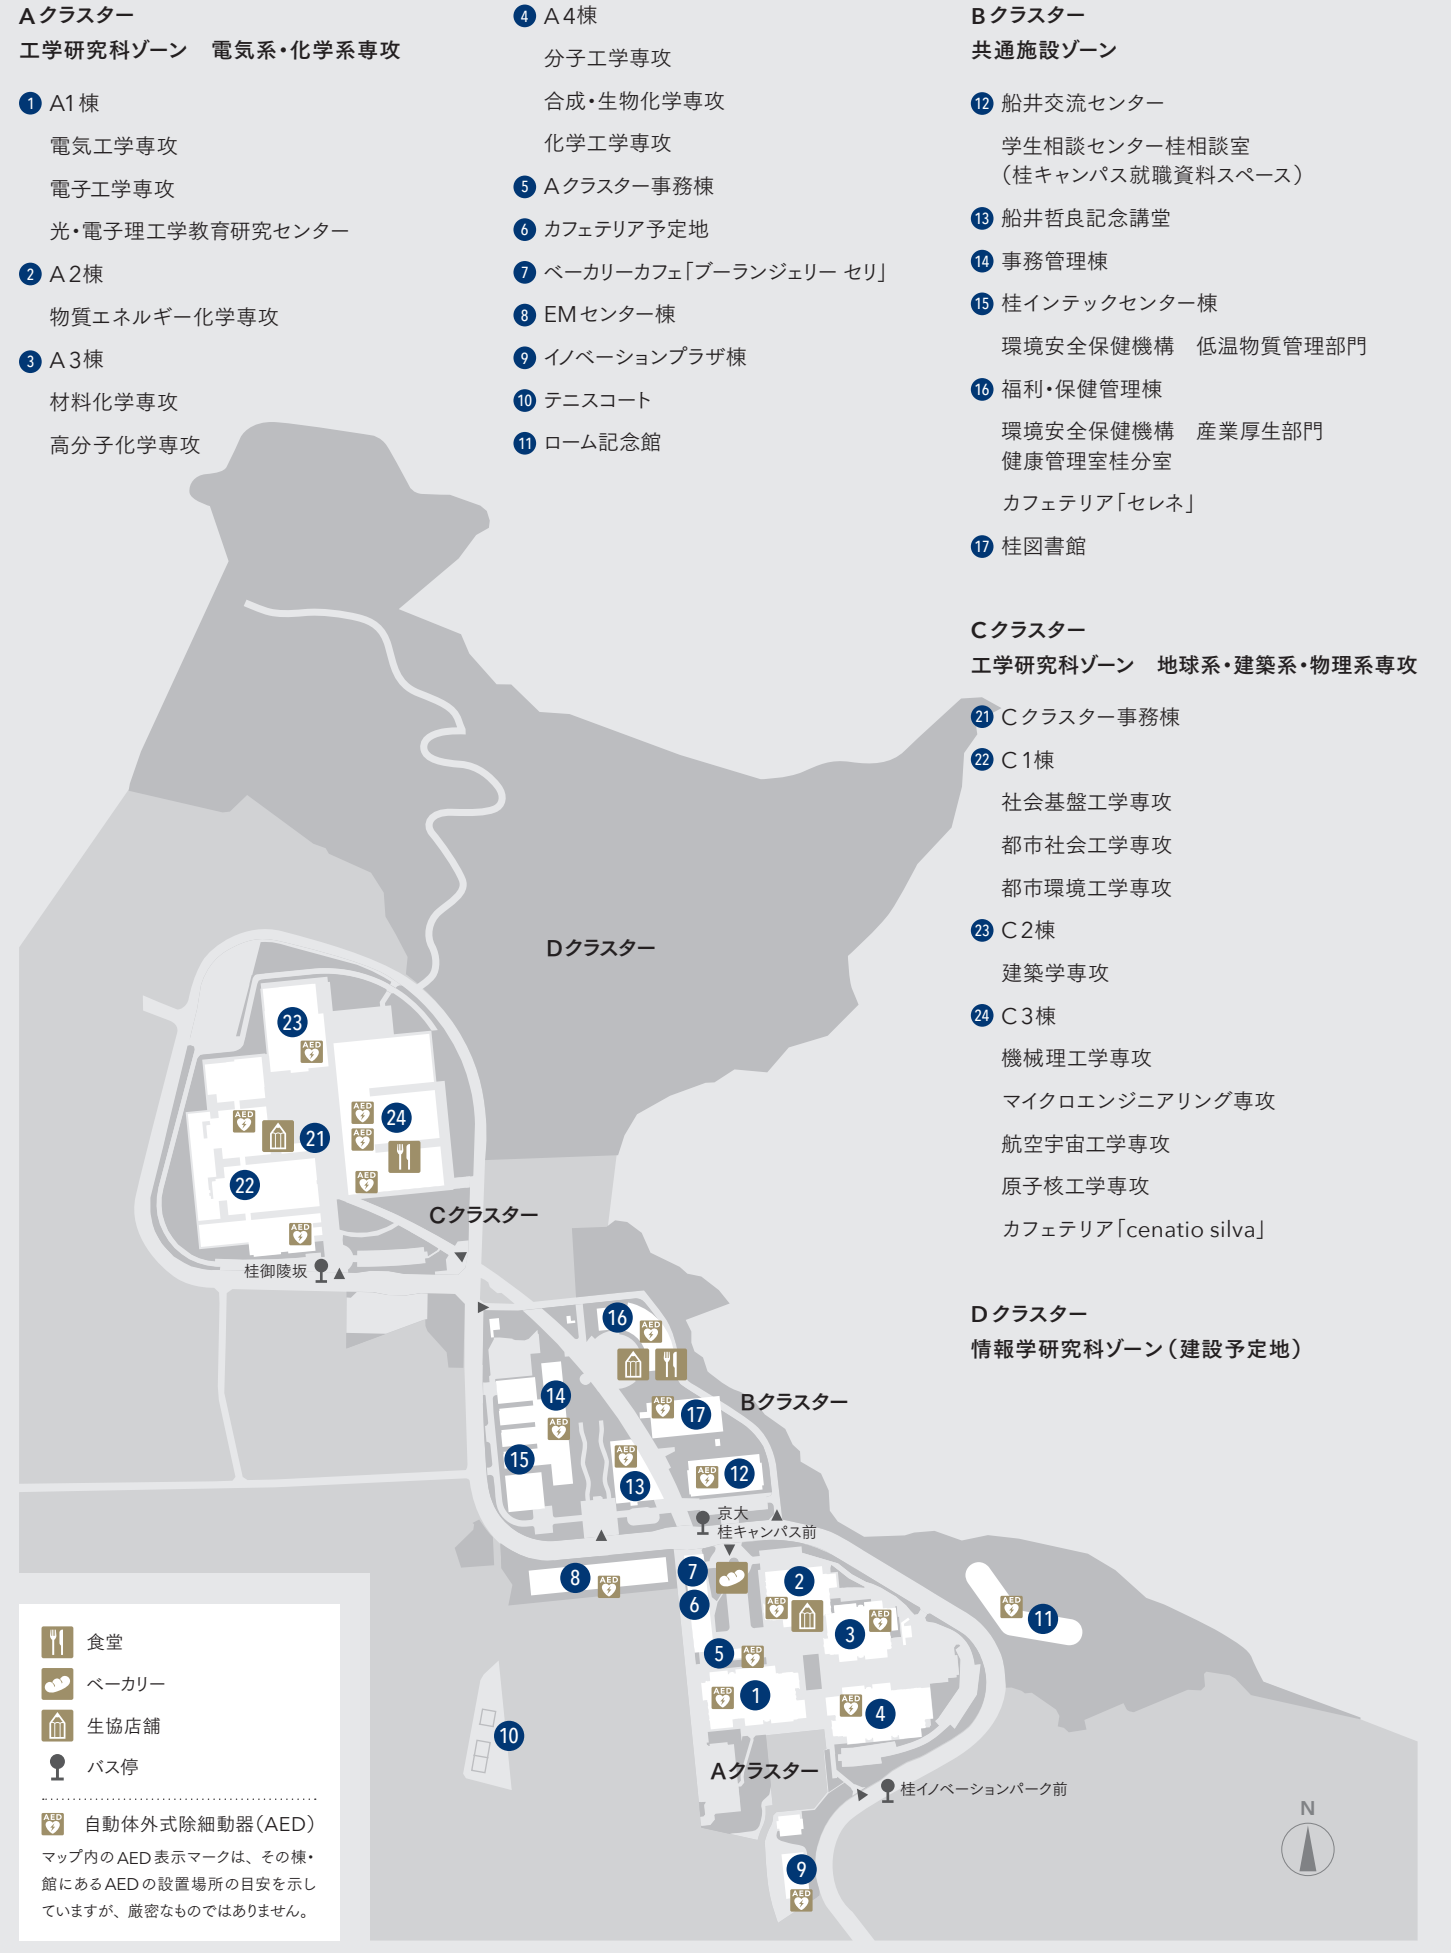 Aクラスター
工学研究科ゾーン　電気系・化学系専攻
1 A1棟
電気工学専攻
電子工学専攻
光・電子理工学教育研究センター
2 A2棟
物質エネルギー化学専攻
3 A3棟
材料化学専攻
高分子化学専攻
4 A4棟
分子工学専攻
合成・生物化学専攻
化学工学専攻
5 Aクラスター事務棟
6 カフェテリア予定地
7 ベーカリーカフェ「ブーランジェリー セリ」
8 EMセンター棟
9 イノベーションプラザ棟
10 テニスコート
11 ローム記念館
Bクラスター
共通施設ゾーン
12 船井交流センター
学生相談センター桂相談室
（桂キャンパス就職資料スペース）
13 船井哲良記念講堂
14 事務管理棟
15 桂インテックセンター棟
環境安全保健機構　低温物質管理部門
16 福利・保健管理棟
環境安全保健機構　産業厚生部門
健康管理室桂分室
カフェテリア「セレネ」
17 桂図書館
Cクラスター
工学研究科ゾーン　地球系・建築系・物理系専攻
21 Cクラスター事務棟
22 C1棟
社会基盤工学専攻
都市社会工学専攻
都市環境工学専攻
23 C2棟
建築学専攻
24 C3棟
機械理工学専攻
マイクロエンジニアリング専攻
航空宇宙工学専攻
原子核工学専攻
カフェテリア「cenatio silva」
Dクラスター
情報学研究科ゾーン（建設予定地）
Dクラスター
23
AED
AED
24
AED
21
AED
AED
22
AED
Cクラスター
桂御陵坂
16
AED
14
AED
17
Bクラスター
AED
15
AED
13
AED
12
京大
桂キャンパス前
8
AED
7
2
6
AED
3
AED
AED
11
5
AED
AED
1
AED
4
10
Aクラスター
桂イノベーションパーク前
9
AED
N
食堂
ベーカリー
生協店舗
バス停
AED 自動体外式除細動器（AED）
マップ内のAED表示マークは、その棟・
館にあるAEDの設置場所の目安を示し
ていますが、厳密なものではありません。